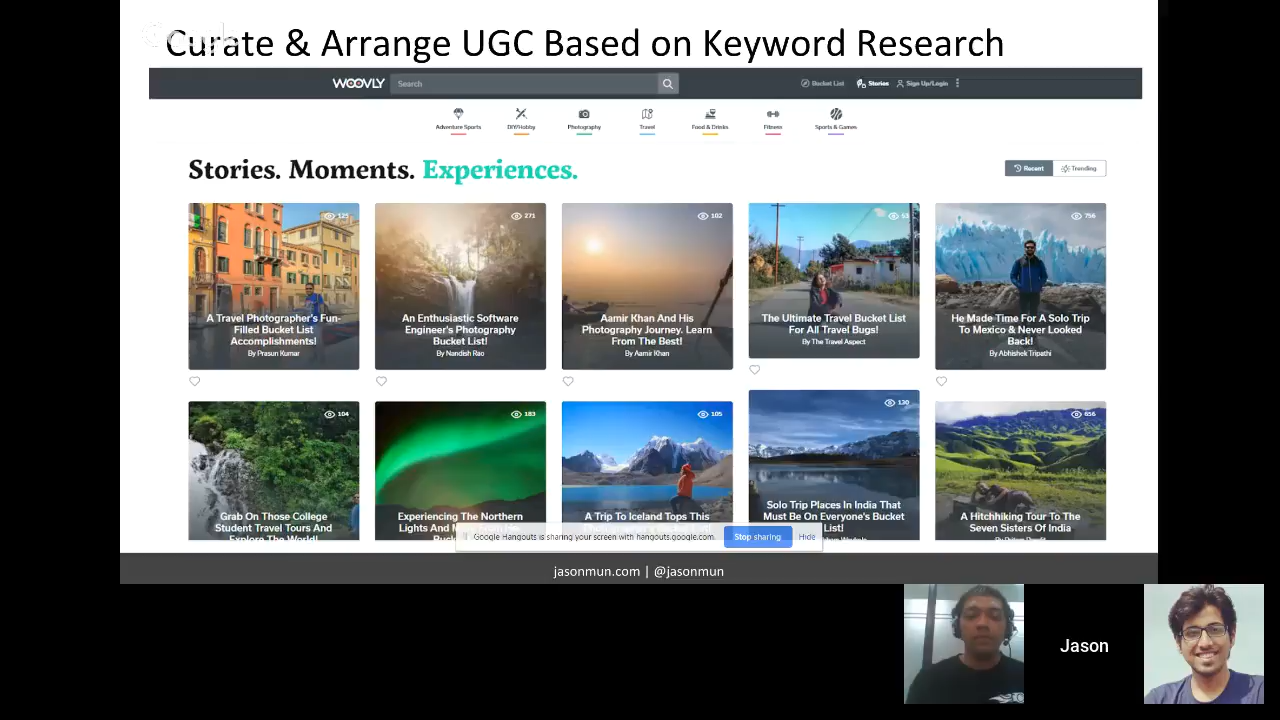 Curate & Arrange UGC Based on Keyword Research
WOOVLY
Search
Bucket List
Stories
Sign Up/Login
Adventure Sports
DIY/Hobby
Photography
Travel
Food & Drinks
Fitness
Sports & Games
Stories. Moments. Experiences.
Recent
Trending
125
A Travel Photographer's Fun-
Filled Bucket List
Accomplishments!
By Prasun Kumar
271
An Enthusiastic Software
Engineer's Photography
Bucket List!
By Nandish Rao
102
Aamir Khan And His
Photography Journey. Learn
From The Best!
By Aamir Khan
53
The Ultimate Travel Bucket List
For All Travel Bugs!
By The Travel Aspect
756
He Made Time For A Solo Trip
To Mexico & Never Looked
Back!
By Abhishek Tripathi
104
Grab On Those College
Student Travel Tours And
Explore The World!
183
Experiencing The Northern
Lights And
105
A Trip To Iceland Tops This
130
Solo Trip Places In India That
Must Be On Everyone's Bucket
List!
656
A Hitchhiking Tour To The
Seven Sisters Of India
Google Hangouts is sharing your screen with hangouts.google.com.
Stop sharing
Hide
jasonmun.com | @jasonmun
Jason